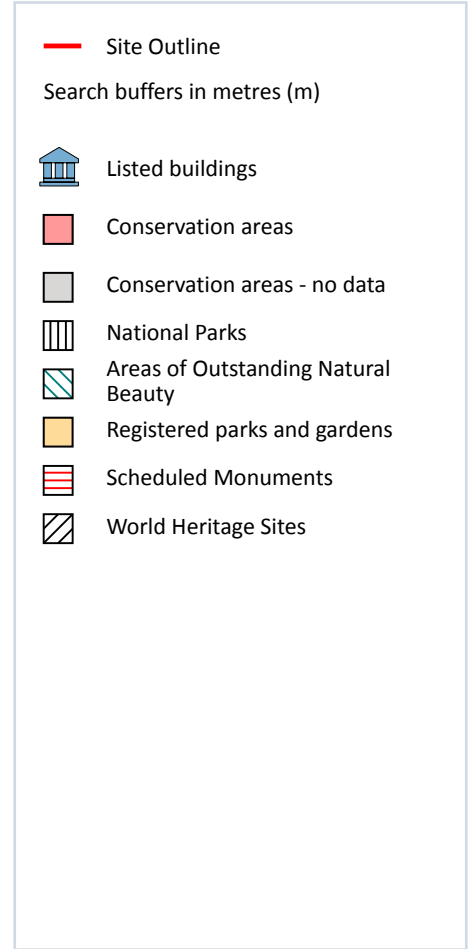 Site Outline
Search buffers in metres (m)
Listed buildings
Conservation areas
Conservation areas - no data
National Parks
Areas of Outstanding Natural
Beauty
Registered parks and gardens
Scheduled Monuments
World Heritage Sites